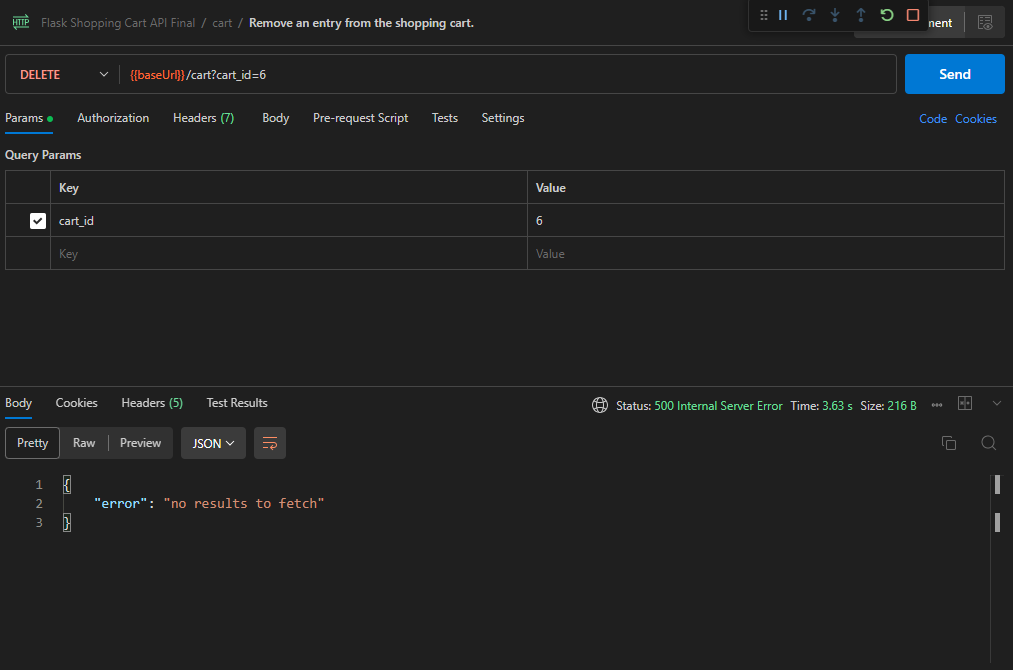 HTTP Flask Shopping Cart API Final / cart / Remove an entry from the shopping cart.
DELETE {{baseUrl}}/cart?cart_id=6 Send
Params Authorization Headers (7) Body Pre-request Script Tests Settings Code Cookies
Query Params
Key Value
cart_id 6
Key Value
Body Cookies Headers (5) Test Results Status: 500 Internal Server Error Time: 3.63 s Size: 216 B
Pretty Raw Preview JSON
1 {
2 "error": "no results to fetch"
3 }